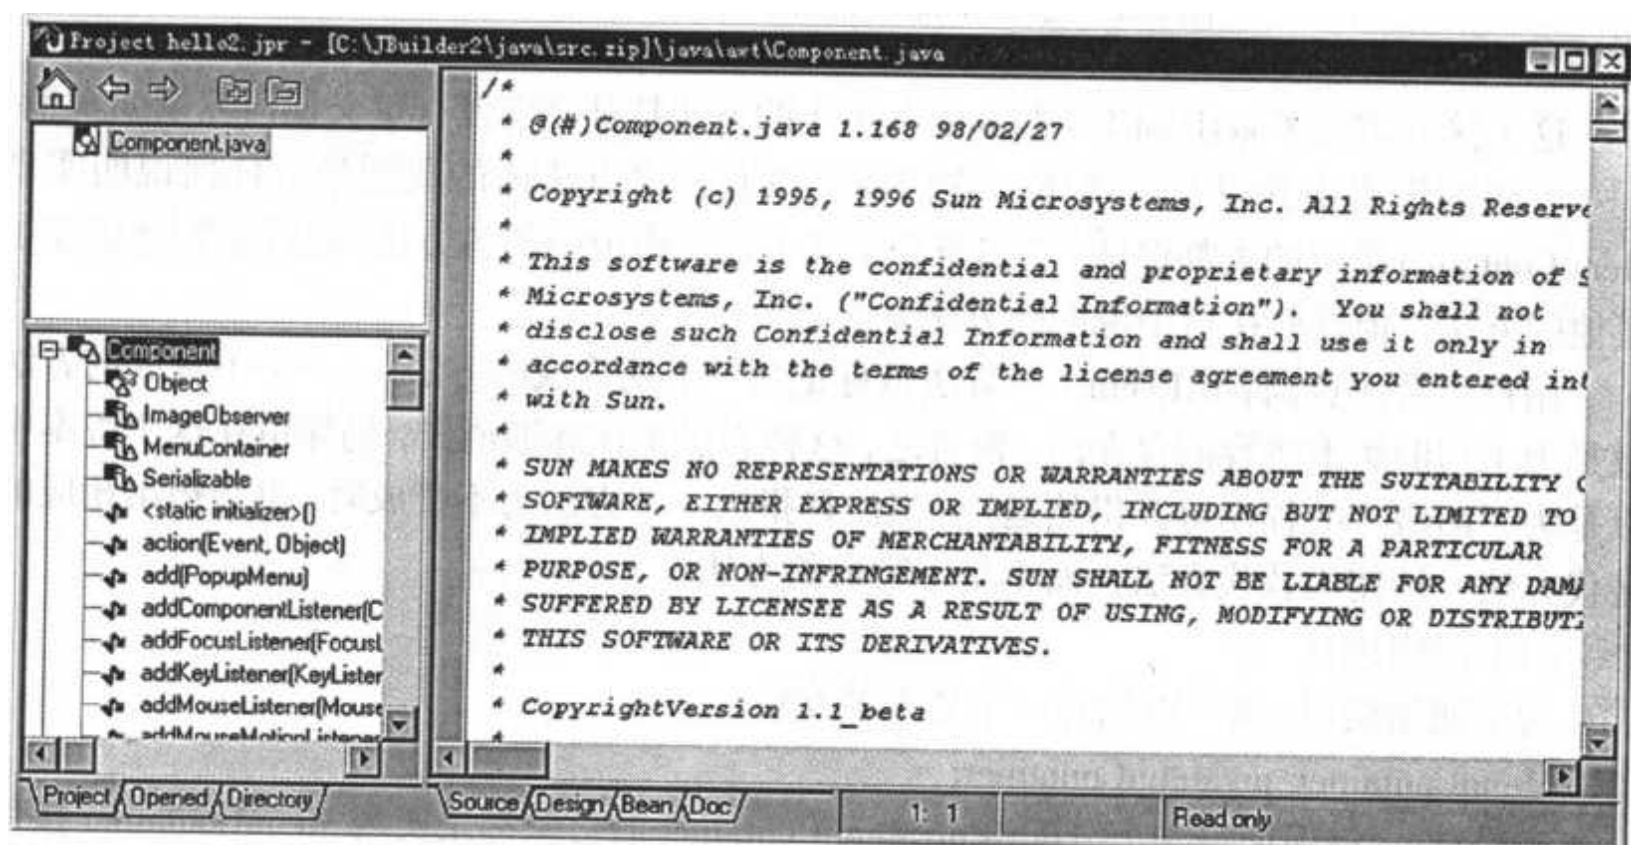 Project hello2.jpr - [C:\JBuilder2\java\src.zip]\java\awt\Component.java
Component.java
Component
Object
ImageObserver
MenuContainer
Serializable
<static initializer>()
action(Event, Object)
add(PopupMenu)
addComponentListener(C
addFocusListener(FocusL
addKeyListener(KeyListen
addMouseListener(Mouse
addMouseMotionListener
Project
Opened
Directory
/*
* @(#)Component.java 1.168 98/02/27
*
* Copyright (c) 1995, 1996 Sun Microsystems, Inc. All Rights Reserve
*
* This software is the confidential and proprietary information of S
* Microsystems, Inc. ("Confidential Information").  You shall not
* disclose such Confidential Information and shall use it only in
* accordance with the terms of the license agreement you entered int
* with Sun.
*
* SUN MAKES NO REPRESENTATIONS OR WARRANTIES ABOUT THE SUITABILITY O
* SOFTWARE, EITHER EXPRESS OR IMPLIED, INCLUDING BUT NOT LIMITED TO
* IMPLIED WARRANTIES OF MERCHANTABILITY, FITNESS FOR A PARTICULAR
* PURPOSE, OR NON-INFRINGEMENT. SUN SHALL NOT BE LIABLE FOR ANY DAMA
* SUFFERED BY LICENSEE AS A RESULT OF USING, MODIFYING OR DISTRIBUTI
* THIS SOFTWARE OR ITS DERIVATIVES.
*
* CopyrightVersion 1.1_beta
*
Source
Design
Bean
Doc
1: 1
Read only